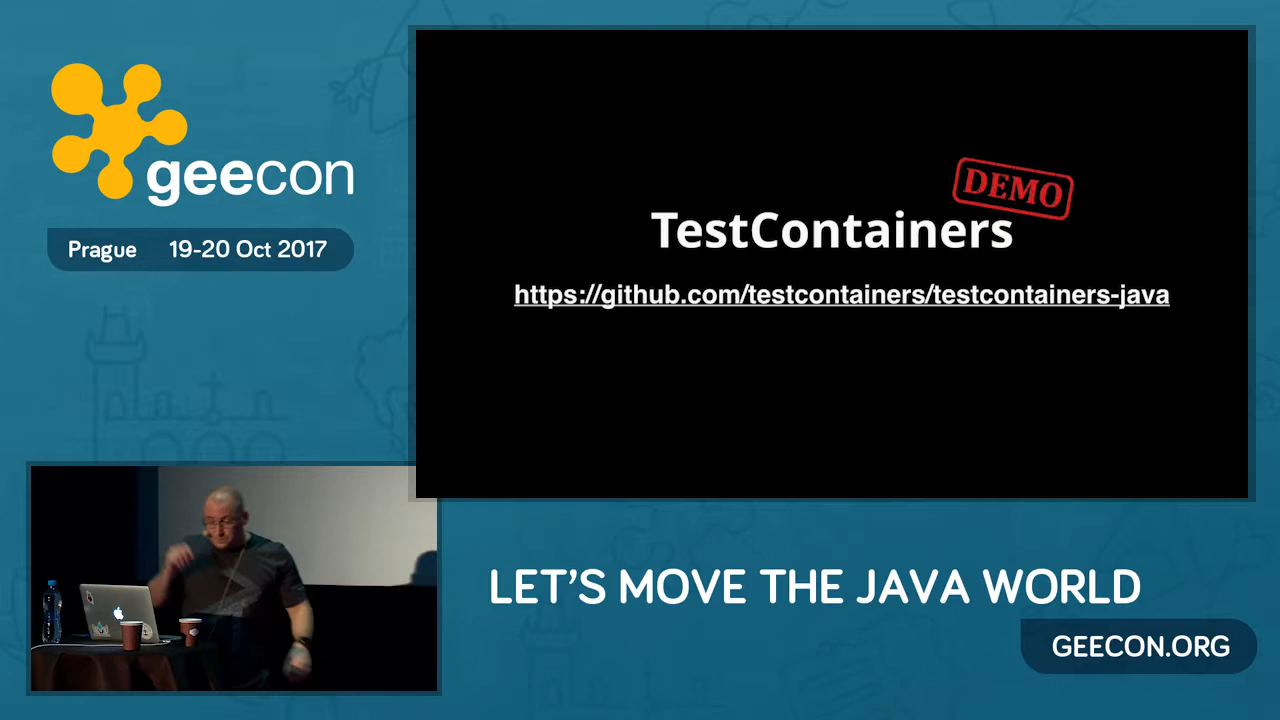 geecon
Prague 19-20 Oct 2017
DEMO
TestContainers
https://github.com/testcontainers/testcontainers-java
LET'S MOVE THE JAVA WORLD
GEECON.ORG